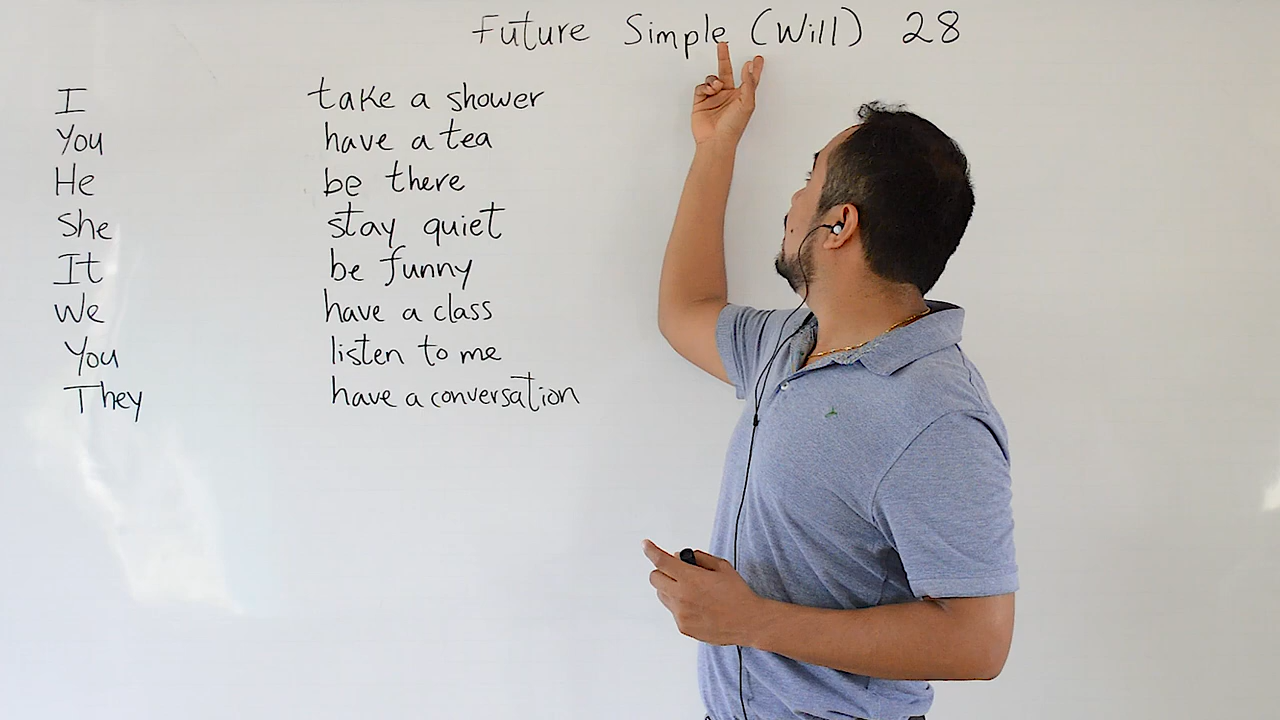 Future Simple (Will) 28
I take a shower
You have a tea
He be there
She stay quiet
It be funny
We have a class
You listen to me
They have a conversation